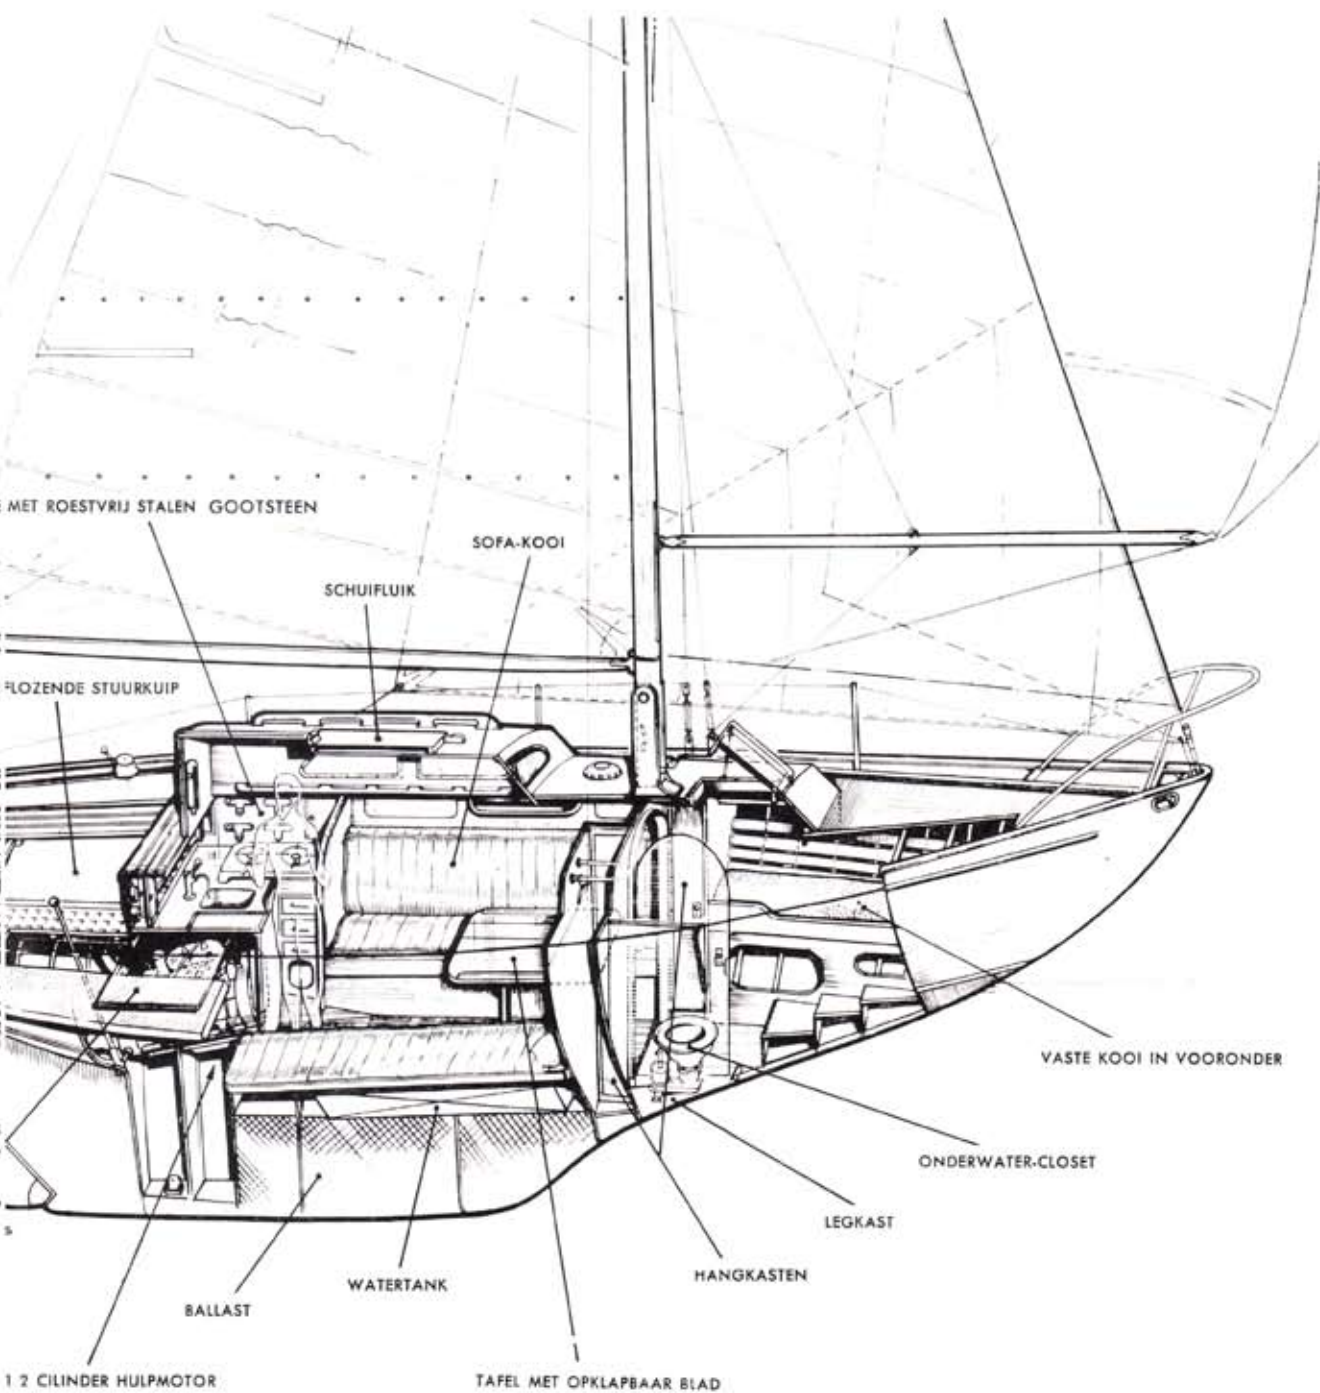 MET ROESTVRIJ STALEN GOOTSTEEN
SOFA-KOOI
SCHUIFLUIK
FLOZENDE STUURKUIP
VASTE KOOI IN VOORONDER
ONDERWATER-CLOSET
LEGKAST
HANGKASTEN
WATERTANK
BALLAST
1 2 CILINDER HULPMOTOR
TAFEL MET OPKLAPBAAR BLAD